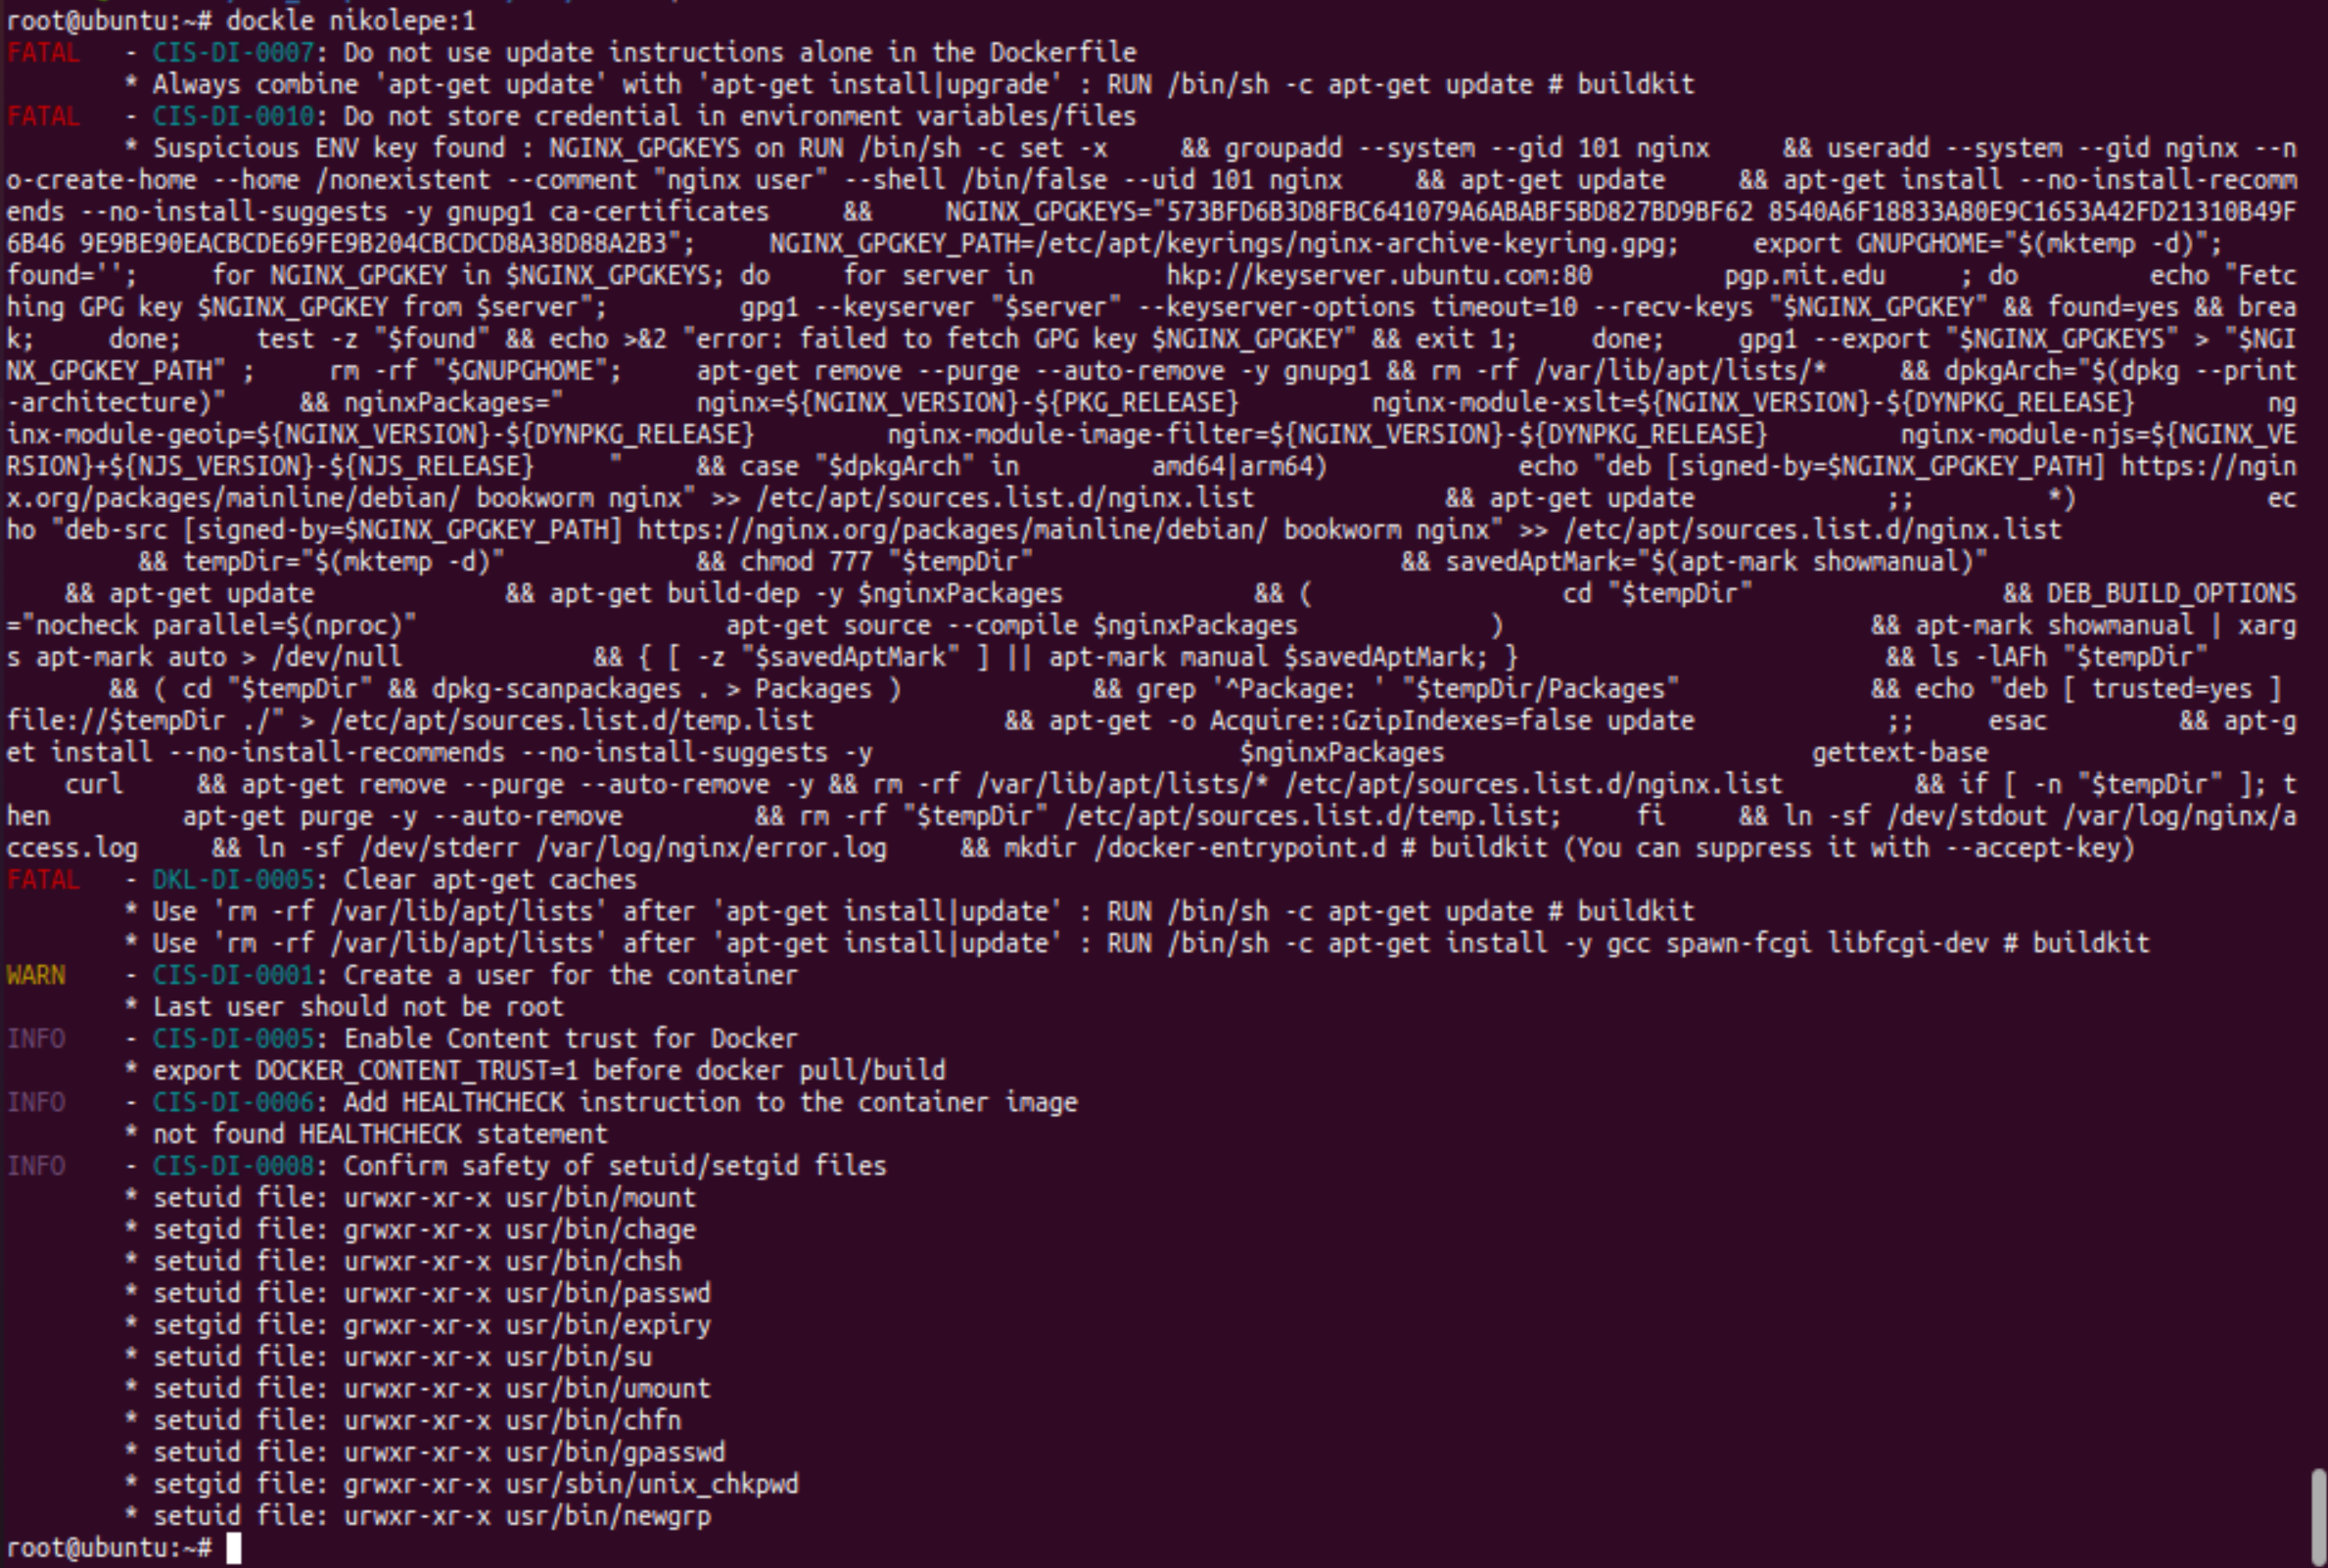 root@ubuntu:~# dockle nikolepe:1
FATAL   - CIS-DI-0007: Do not use update instructions alone in the Dockerfile
        * Always combine 'apt-get update' with 'apt-get install|upgrade' : RUN /bin/sh -c apt-get update # buildkit
FATAL   - CIS-DI-0010: Do not store credential in environment variables/files
        * Suspicious ENV key found : NGINX_GPGKEYS on RUN /bin/sh -c set -x     && groupadd --system --gid 101 nginx     && useradd --system --gid nginx --n
o-create-home --home /nonexistent --comment "nginx user" --shell /bin/false --uid 101 nginx     && apt-get update     && apt-get install --no-install-recomm
ends --no-install-suggests -y gnupg1 ca-certificates     &&     NGINX_GPGKEYS="573BFD6B3D8FBC641079A6ABABF5BD827BD9BF62 8540A6F18833A80E9C1653A42FD21310B49F
6B46 9E9BE90EACBCDE69FE9B204CBCDCD8A38D88A2B3";     NGINX_GPGKEY_PATH=/etc/apt/keyrings/nginx-archive-keyring.gpg;     export GNUPGHOME="$(mktemp -d)";
found='';     for NGINX_GPGKEY in $NGINX_GPGKEYS; do     for server in         hkp://keyserver.ubuntu.com:80         pgp.mit.edu     ; do         echo "Fetc
hing GPG key $NGINX_GPGKEY from $server";         gpg1 --keyserver "$server" --keyserver-options timeout=10 --recv-keys "$NGINX_GPGKEY" && found=yes && brea
k;     done;     test -z "$found" && echo >&2 "error: failed to fetch GPG key $NGINX_GPGKEY" && exit 1;     done;     gpg1 --export "$NGINX_GPGKEYS" > "$NGI
NX_GPGKEY_PATH" ;     rm -rf "$GNUPGHOME";     apt-get remove --purge --auto-remove -y gnupg1 && rm -rf /var/lib/apt/lists/*     && dpkgArch="$(dpkg --print
-architecture)"     && nginxPackages="         nginx=${NGINX_VERSION}-${PKG_RELEASE}         nginx-module-xslt=${NGINX_VERSION}-${DYNPKG_RELEASE}         ng
inx-module-geoip=${NGINX_VERSION}-${DYNPKG_RELEASE}         nginx-module-image-filter=${NGINX_VERSION}-${DYNPKG_RELEASE}         nginx-module-njs=${NGINX_VE
RSION}+${NJS_VERSION}-${NJS_RELEASE}     "     && case "$dpkgArch" in         amd64|arm64)             echo "deb [signed-by=$NGINX_GPGKEY_PATH] https://ngin
x.org/packages/mainline/debian/ bookworm nginx" >> /etc/apt/sources.list.d/nginx.list             && apt-get update             ;;         *)             ec
ho "deb-src [signed-by=$NGINX_GPGKEY_PATH] https://nginx.org/packages/mainline/debian/ bookworm nginx" >> /etc/apt/sources.list.d/nginx.list
         && tempDir="$(mktemp -d)"             && chmod 777 "$tempDir"                         && savedAptMark="$(apt-mark showmanual)"
    && apt-get update             && apt-get build-dep -y $nginxPackages             && (                 cd "$tempDir"                 && DEB_BUILD_OPTIONS
="nocheck parallel=$(nproc)"                     apt-get source --compile $nginxPackages             )                         && apt-mark showmanual | xarg
s apt-mark auto > /dev/null             && { [ -z "$savedAptMark" ] || apt-mark manual $savedAptMark; }                         && ls -lAFh "$tempDir"
       && ( cd "$tempDir" && dpkg-scanpackages . > Packages )             && grep '^Package: ' "$tempDir/Packages"             && echo "deb [ trusted=yes ]
file://$tempDir ./" > /etc/apt/sources.list.d/temp.list             && apt-get -o Acquire::GzipIndexes=false update             ;;     esac         && apt-g
et install --no-install-recommends --no-install-suggests -y                         $nginxPackages                         gettext-base
    curl     && apt-get remove --purge --auto-remove -y && rm -rf /var/lib/apt/lists/* /etc/apt/sources.list.d/nginx.list         && if [ -n "$tempDir" ]; t
hen         apt-get purge -y --auto-remove         && rm -rf "$tempDir" /etc/apt/sources.list.d/temp.list;     fi     && ln -sf /dev/stdout /var/log/nginx/a
ccess.log     && ln -sf /dev/stderr /var/log/nginx/error.log     && mkdir /docker-entrypoint.d # buildkit (You can suppress it with --accept-key)
FATAL   - DKL-DI-0005: Clear apt-get caches
        * Use 'rm -rf /var/lib/apt/lists' after 'apt-get install|update' : RUN /bin/sh -c apt-get update # buildkit
        * Use 'rm -rf /var/lib/apt/lists' after 'apt-get install|update' : RUN /bin/sh -c apt-get install -y gcc spawn-fcgi libfcgi-dev # buildkit
WARN    - CIS-DI-0001: Create a user for the container
        * Last user should not be root
INFO    - CIS-DI-0005: Enable Content trust for Docker
        * export DOCKER_CONTENT_TRUST=1 before docker pull/build
INFO    - CIS-DI-0006: Add HEALTHCHECK instruction to the container image
        * not found HEALTHCHECK statement
INFO    - CIS-DI-0008: Confirm safety of setuid/setgid files
        * setuid file: urwxr-xr-x usr/bin/mount
        * setgid file: grwxr-xr-x usr/bin/chage
        * setuid file: urwxr-xr-x usr/bin/chsh
        * setuid file: urwxr-xr-x usr/bin/passwd
        * setgid file: grwxr-xr-x usr/bin/expiry
        * setuid file: urwxr-xr-x usr/bin/su
        * setuid file: urwxr-xr-x usr/bin/umount
        * setuid file: urwxr-xr-x usr/bin/chfn
        * setuid file: urwxr-xr-x usr/bin/gpasswd
        * setgid file: grwxr-xr-x usr/sbin/unix_chkpwd
        * setuid file: urwxr-xr-x usr/bin/newgrp
root@ubuntu:~#